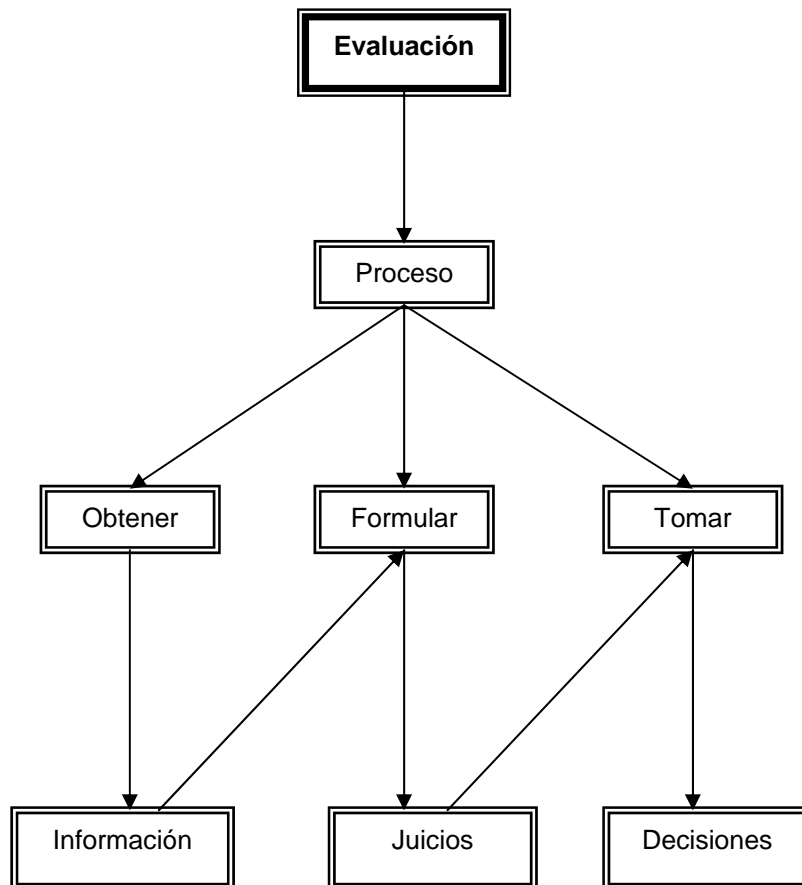 Evaluación
Proceso
Obtener
Formular
Tomar
Información
Juicios
Decisiones